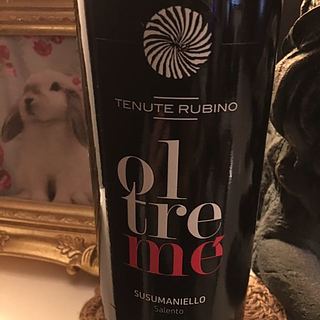 TENUTE RUBINO
ol
tre
mé
SUSUMANIELLO
Salento